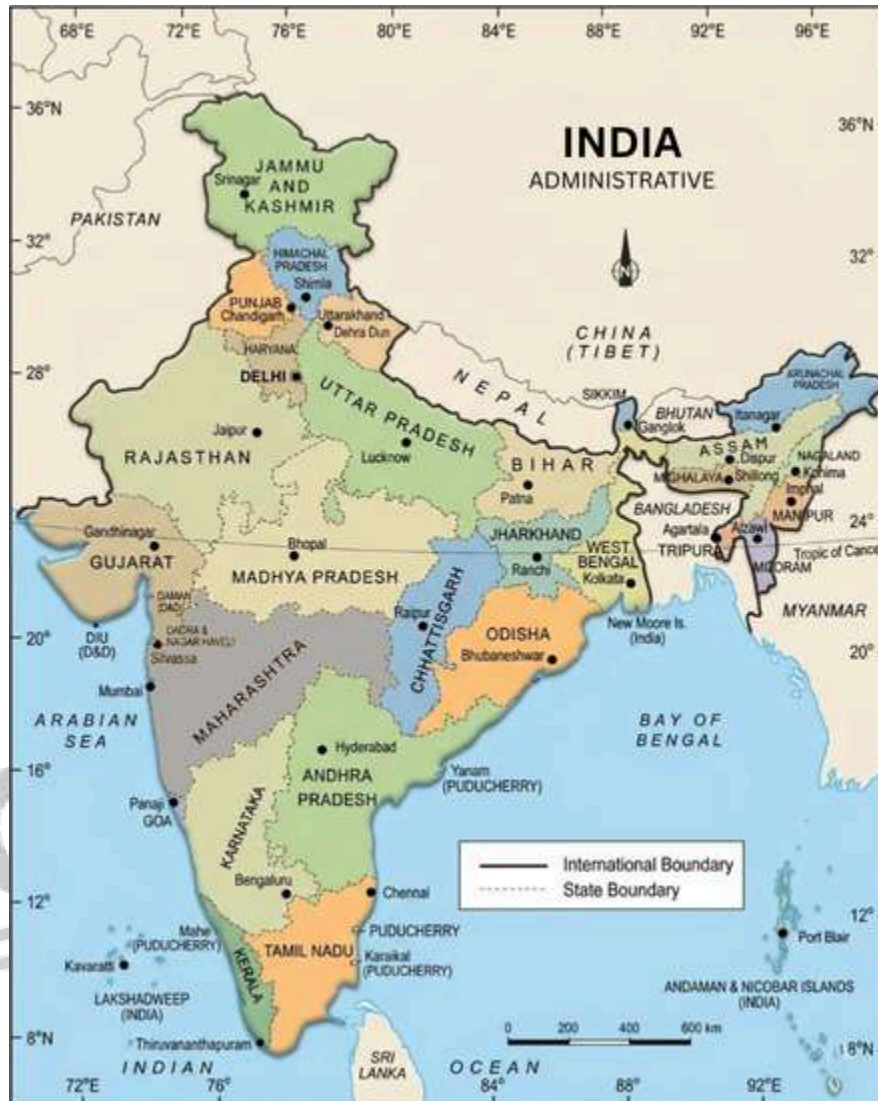 68°E 72°E 76°E 80°E 84°E 88°E 92°E 96°E
36°N
36°N
INDIA
ADMINISTRATIVE
N
JAMMU
AND
KASHMIR
Srinagar
PAKISTAN
32°N
32°
HIMACHAL
PRADESH
Shimla
PUNJAB
Chandigarh
Uttarakhand
Dehra Dun
HARYANA
DELHI
CHINA
(TIBET)
28°N
28°
NEPAL
SIKKIM
BHUTAN
Ganglok
ARUNACHAL
PRADESH
Itanagar
UTTAR PRADESH
Lucknow
Jaipur
RAJASTHAN
BIHAR
Patna
ASSAM
Dispur
NAGALAND
Kohima
MIGHALAYA
Shillong
Imphal
MANIPUR
BANGLADESH
Agartala
TRIPURA
Alzawl
24°N
24°
Tropic of Cance
MYANMAR
Gandhinagar
GUJARAT
Bhopal
MADHYA PRADESH
JHARKHAND
Ranchi
WEST
BENGAL
Kolkata
New Moore Is.
(India)
DAMAN
DIU
(D&D)
DADRA &
NAGAR HAVELI
Silvassa
20°N
20°N
Raipur
CHHATTISGARH
ODISHA
Bhubaneshwar
MAHARASHTRA
Mumbai
ARABIAN
SEA
BAY OF
BENGAL
Hyderabad
ANDHRA
PRADESH
Yanam
(PUDUCHERRY)
16°N
16°N
Panaji
GOA
KARNATAKA
Bengaluru
Chennai
International Boundary
State Boundary
12°N
12°
Mahe
(PUDUCHERRY)
PUDUCHERRY
TAMIL NADU
Karaikal
(PUDUCHERRY)
KERALA
Kavaratti
LAKSHADWEEP
(INDIA)
Port Blair
ANDAMAN & NICOBAR ISLANDS
(INDIA)
0 200 400 600 km
8°N
8°N
Thiruvananthapuram
INDIAN OCEAN
SRI
LANKA
72°E 76° 84°E 88° 92°E